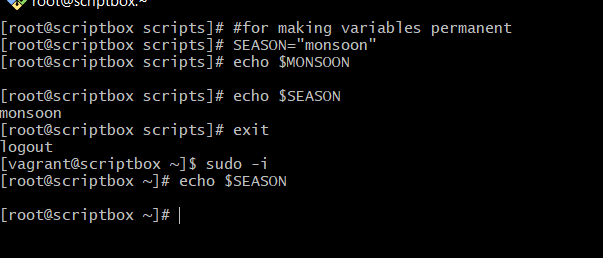 root@scriptbox:~
[root@scriptbox scripts]# #for making variables permanent
[root@scriptbox scripts]# SEASON="monsoon"
[root@scriptbox scripts]# echo $MONSOON
[root@scriptbox scripts]# echo $SEASON
monsoon
[root@scriptbox scripts]# exit
logout
[vagrant@scriptbox ~]$ sudo -i
[root@scriptbox ~]# echo $SEASON
[root@scriptbox ~]#